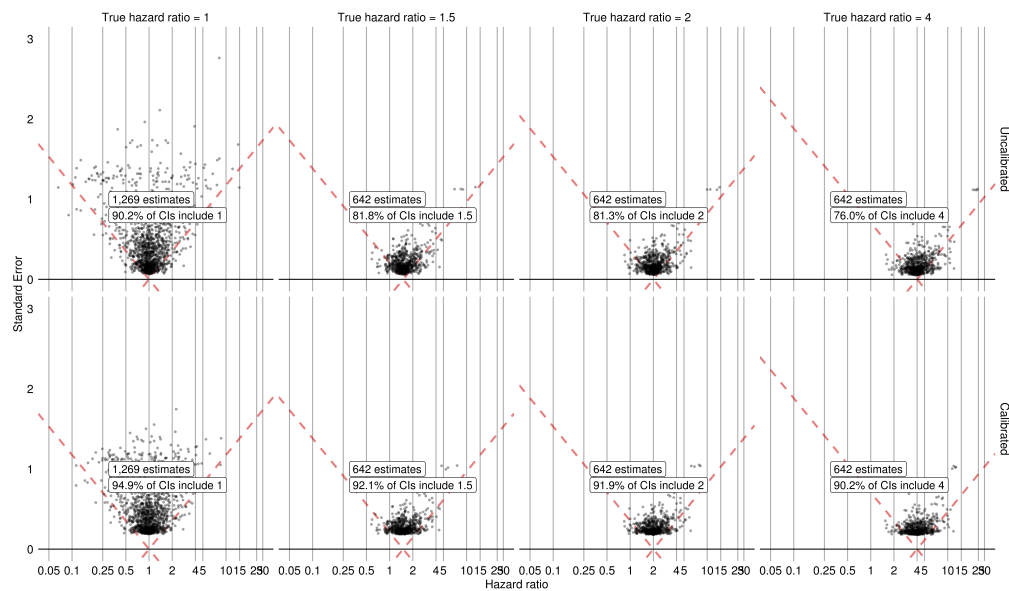 True hazard ratio = 1 True hazard ratio = 1.5 True hazard ratio = 2 True hazard ratio = 4
3
2
1
0
Uncalibrated
1,269 estimates
90.2% of CIs include 1
642 estimates
81.8% of CIs include 1.5
642 estimates
81.3% of CIs include 2
642 estimates
76.0% of CIs include 4
Standard Error
3
2
1
0
Calibrated
1,269 estimates
94.9% of CIs include 1
642 estimates
92.1% of CIs include 1.5
642 estimates
91.9% of CIs include 2
642 estimates
90.2% of CIs include 4
0.05 0.1 0.25 0.5 1 2 4 5 10 15 25 30 0.05 0.1 0.25 0.5 1 2 4 5 10 15 25 30 0.05 0.1 0.25 0.5 1 2 4 5 10 15 25 30 0.05 0.1 0.25 0.5 1 2 4 5 10 15 25 30
Hazard ratio